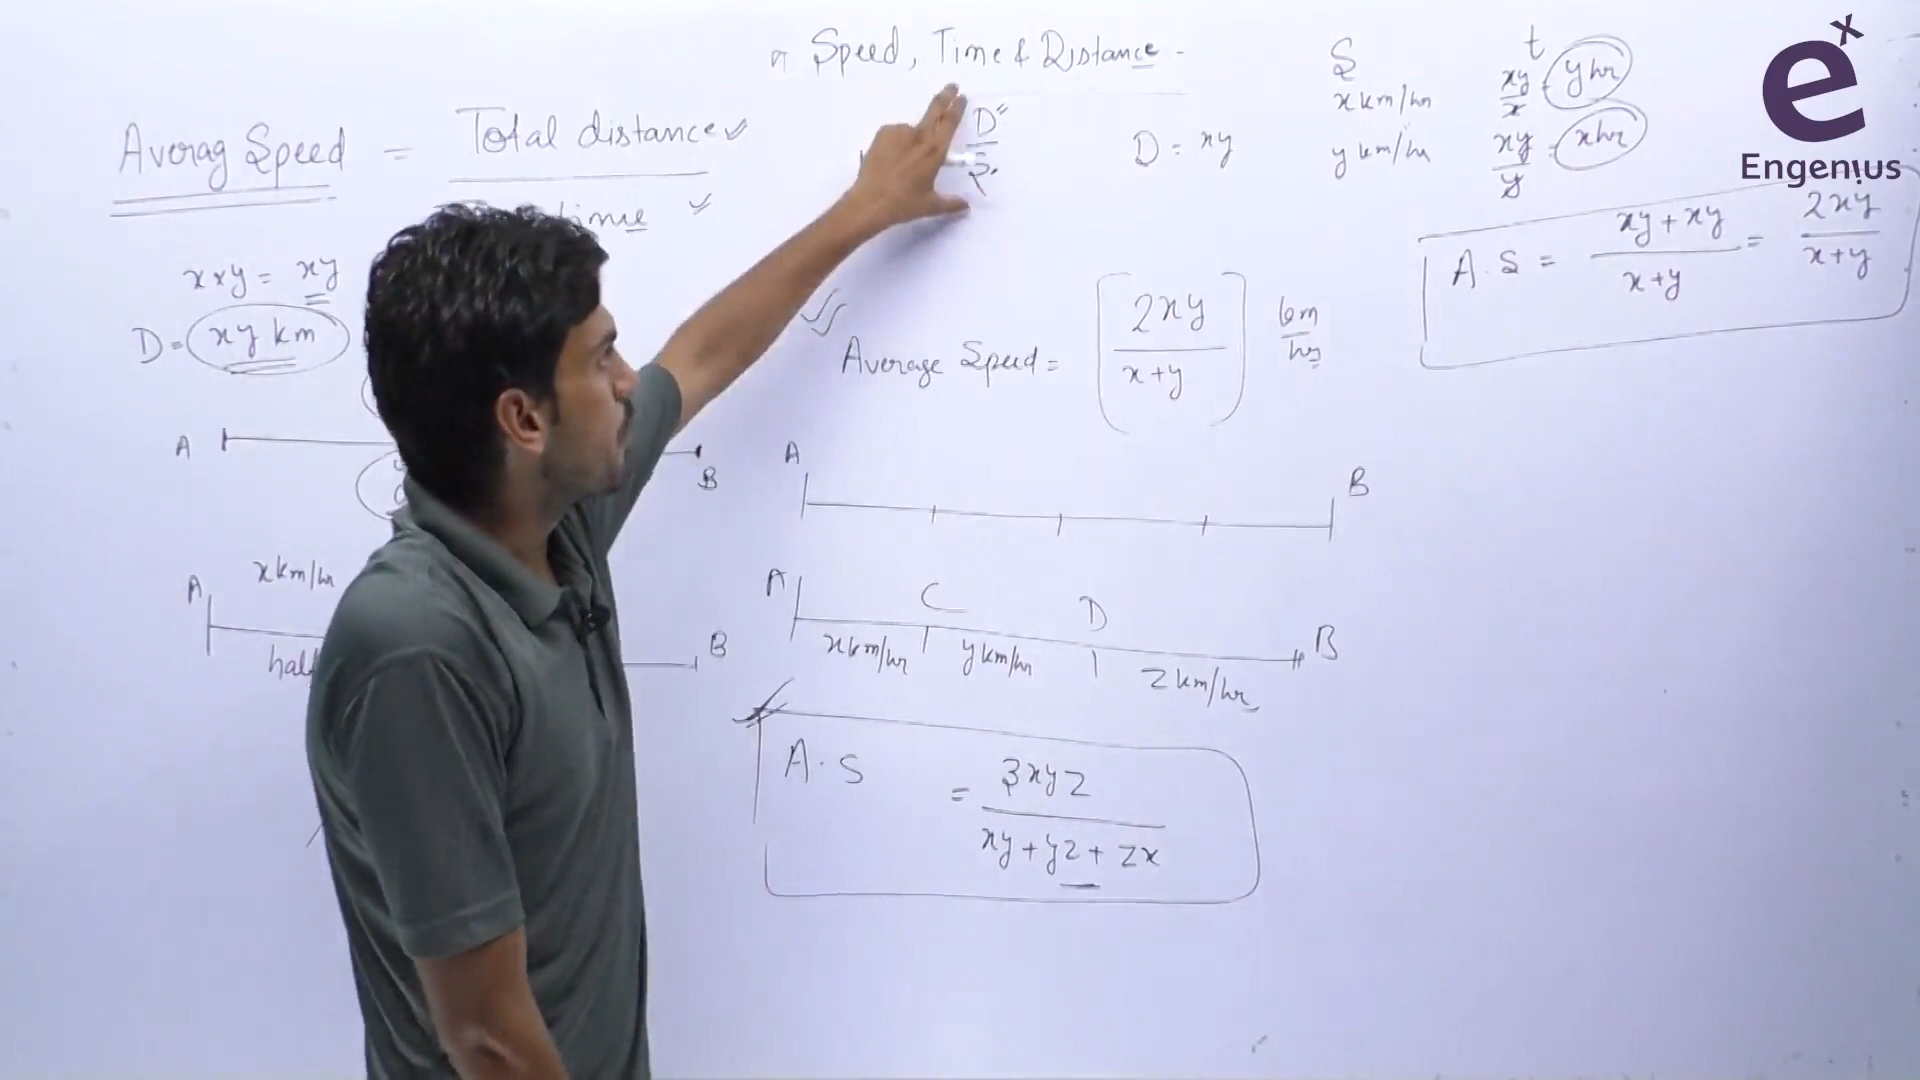 Speed, Time & Distance -
Averag Speed = Total distance
time
D
S
D = xy
S t
x km/hr xy/x = y hr
y km/hr xy/y = x hr
ex
Engenius
A.S = xy+xy/x+y = 2xy/x+y
x×y = xy
D = xy km
Average Speed = 2xy/x+y km/hr
A B
A B
A x km/hr B
half
A C D B
x km/hr y km/hr z km/hr
A.S = 3xyz/xy+yz+zx